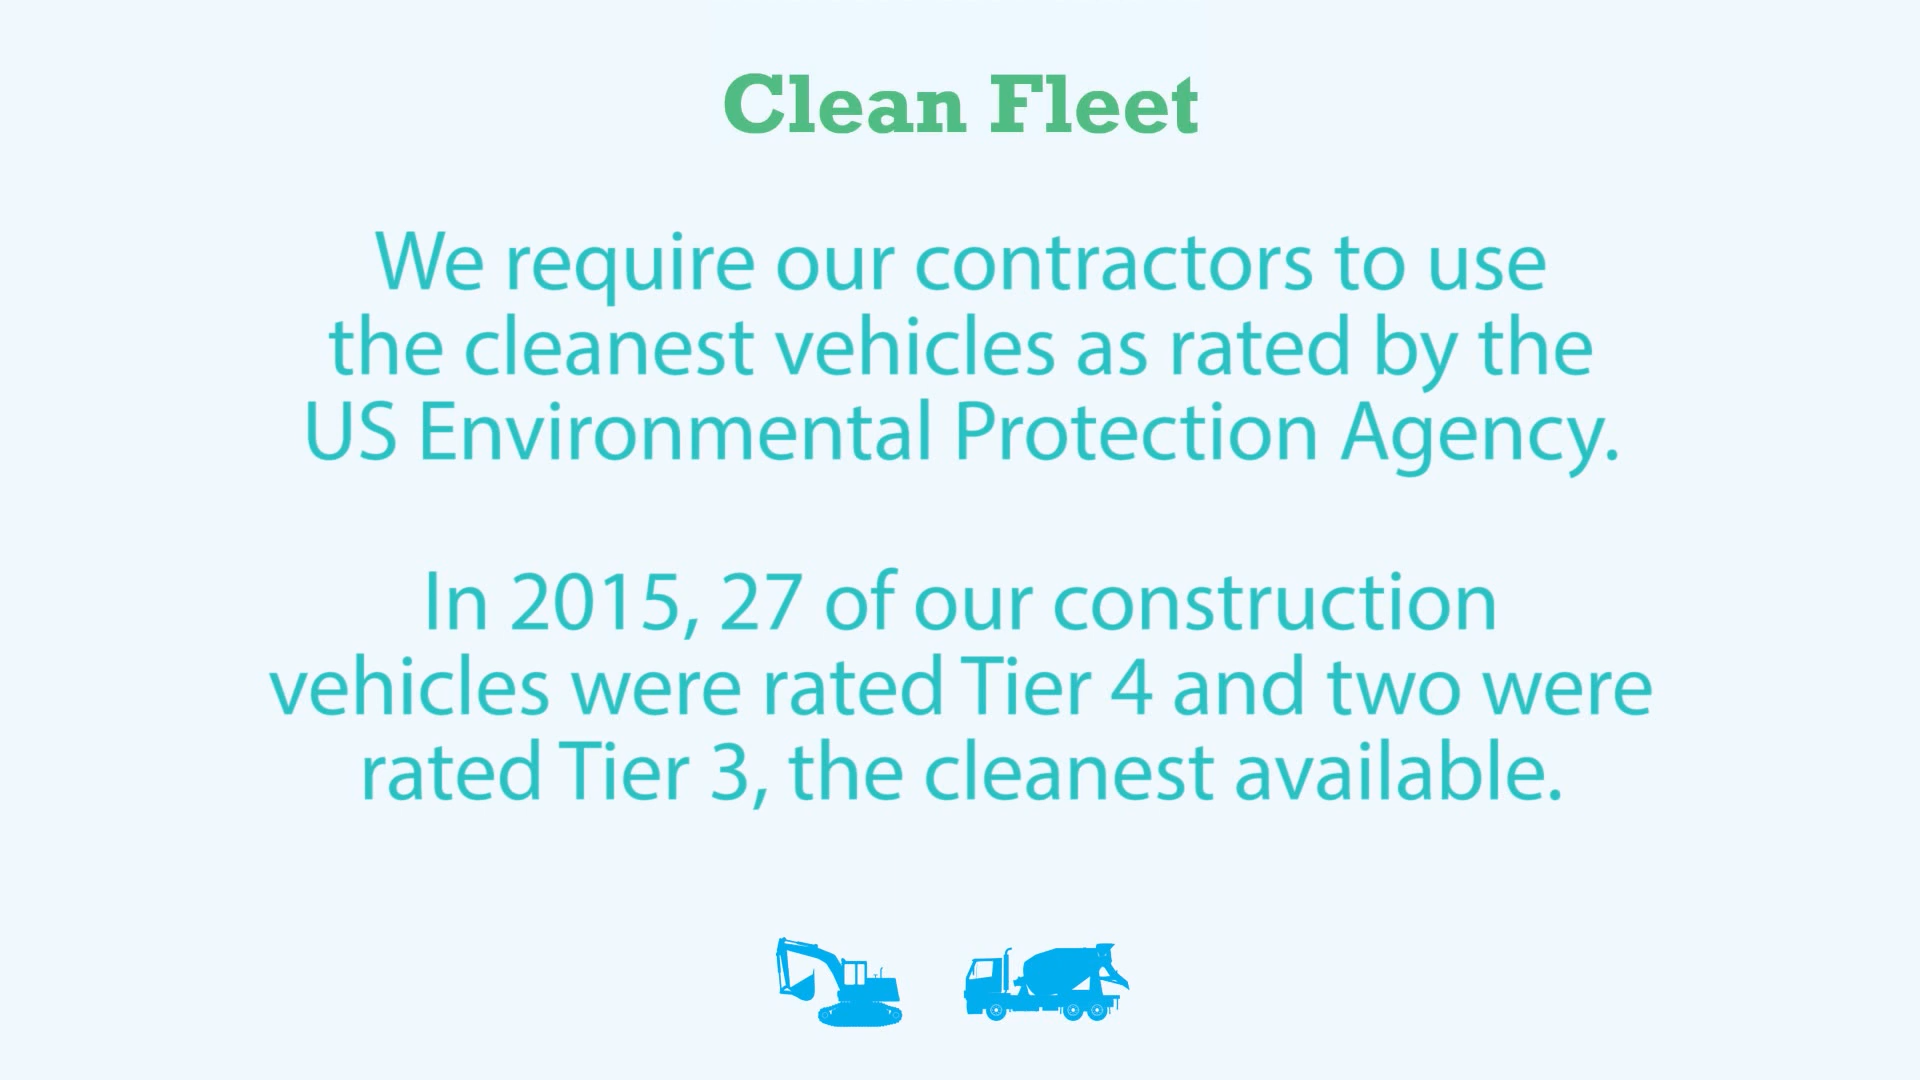 Clean Fleet
We require our contractors to use
the cleanest vehicles as rated by the
US Environmental Protection Agency.
In 2015, 27 of our construction
vehicles were rated Tier 4 and two were
rated Tier 3, the cleanest available.